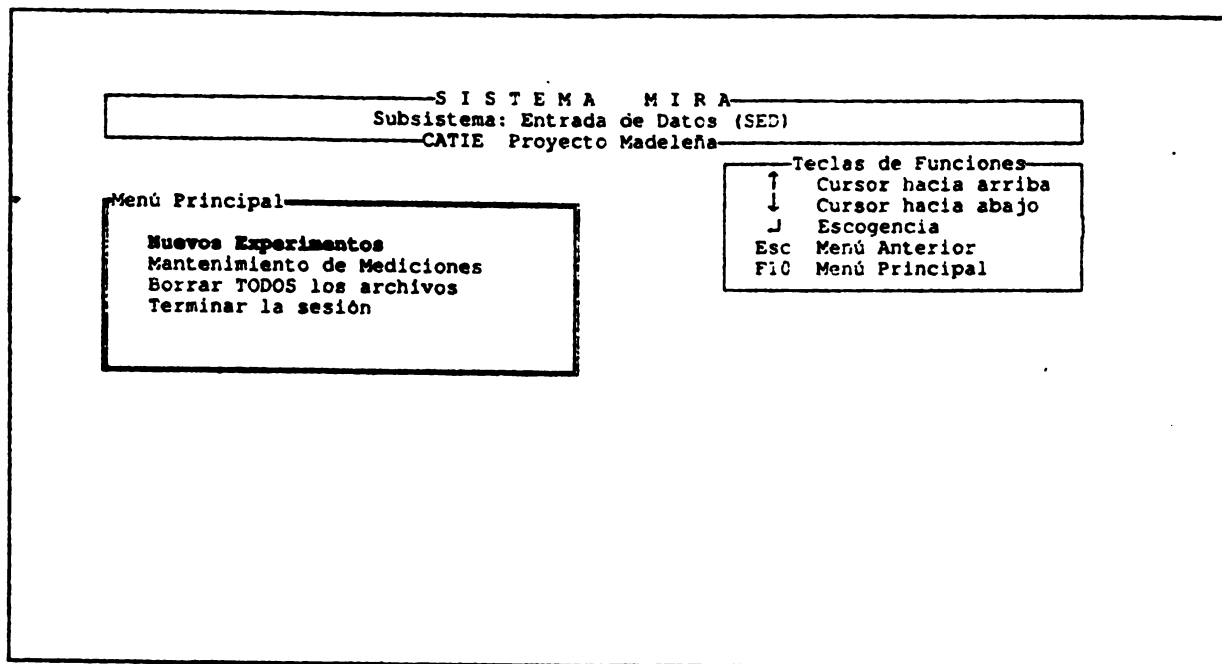 S I S T E M A   M I R A
Subsistema: Entrada de Datos (SED)
CATIE Proyecto Madeleña
Teclas de Funciones
↑ Cursor hacia arriba
↓ Cursor hacia abajo
↵ Escogencia
Esc Menú Anterior
F10 Menú Principal
Menú Principal
Nuevos Experimentos
Mantenimiento de Mediciones
Borrar TODOS los archivos
Terminar la sesión